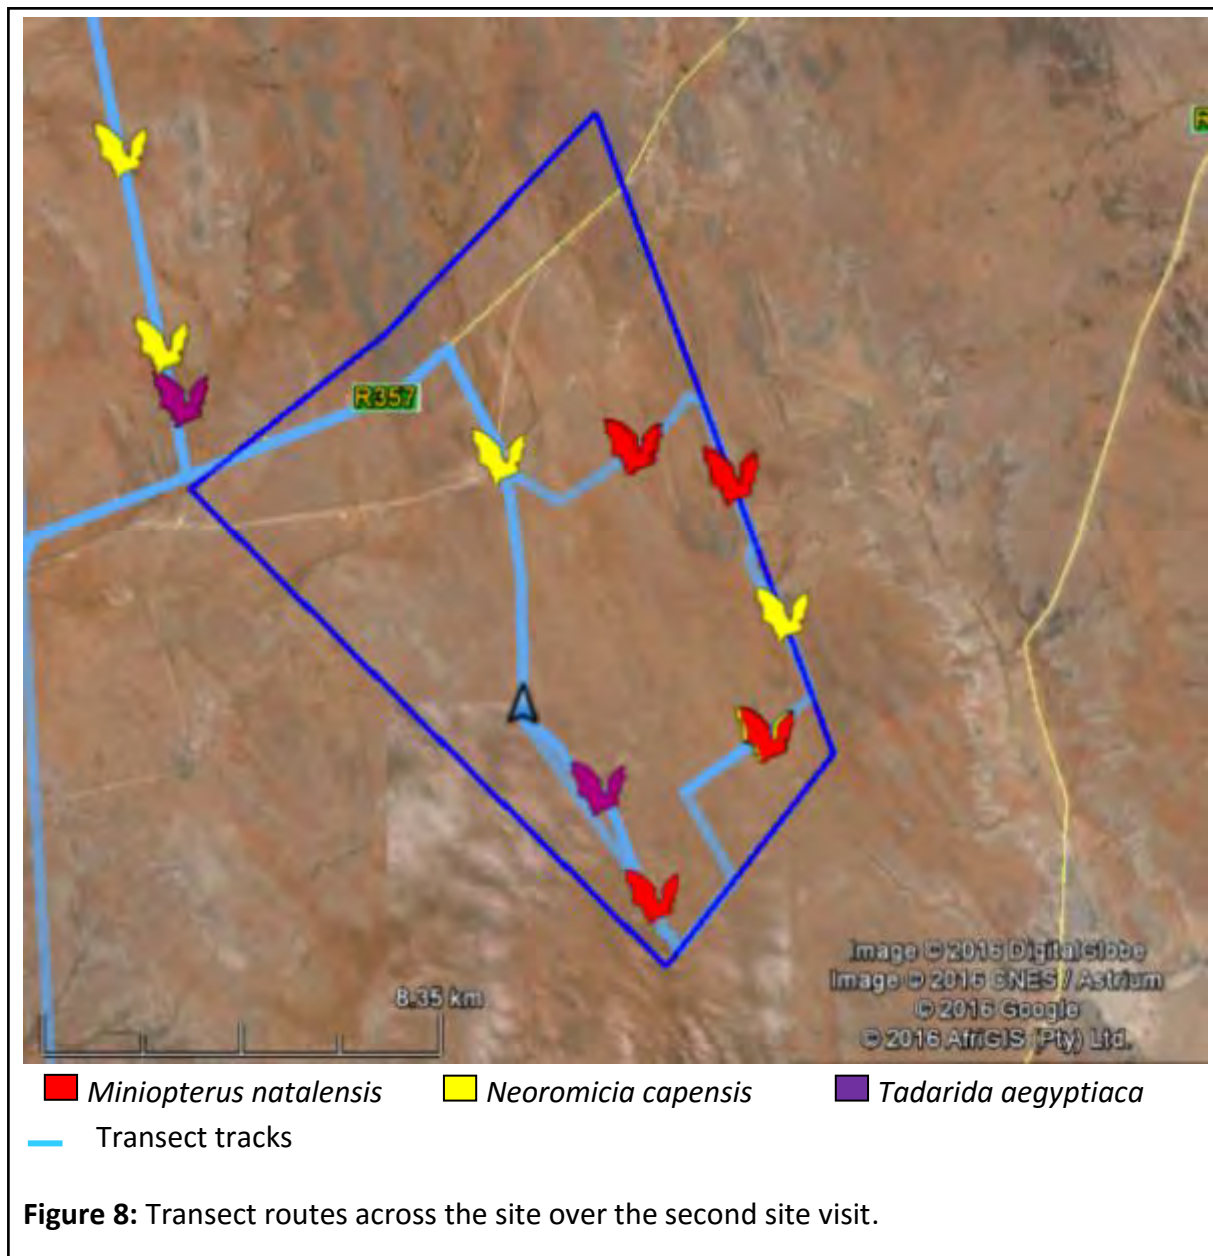 R
R357
8.35 km
Image © 2016 DigitalGlobe
Image © 2016 CNES / Astrium
© 2016 Google
© 2016 AfriGIS (Pty) Ltd.
Miniopterus natalensis Neoromicia capensis Tadarida aegyptiaca
Transect tracks
Figure 8: Transect routes across the site over the second site visit.